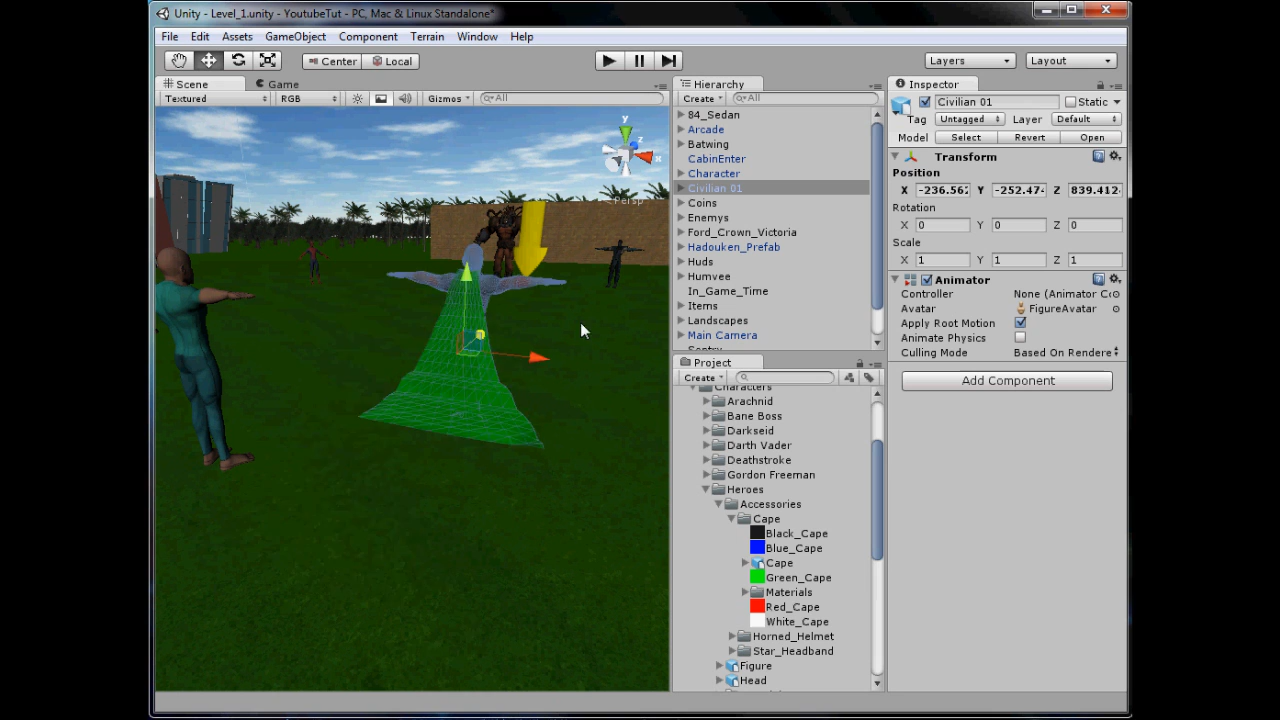 Unity - Level_1.unity - YoutubeTut - PC, Mac & Linux Standalone*
File Edit Assets GameObject Component Terrain Window Help
Center Local Layers Layout
Scene Game
Textured RGB Gizmos All
y
z
x
Persp
Hierarchy
Create All
84_Sedan
Arcade
Batwing
CabinEnter
Character
Civilian 01
Coins
Enemys
Ford_Crown_Victoria
Hadouken_Prefab
Huds
Humvee
In_Game_Time
Items
Landscapes
Main Camera
Sentry
Project
Create
Characters
Arachnid
Bane Boss
Darkseid
Darth Vader
Deathstroke
Gordon Freeman
Heroes
Accessories
Cape
Black_Cape
Blue_Cape
Cape
Green_Cape
Materials
Red_Cape
White_Cape
Horned_Helmet
Star_Headband
Figure
Head
Inspector
Civilian 01 Static
Tag Untagged Layer Default
Model Select Revert Open
Transform
Position
X -236.562 Y -252.474 Z 839.412
Rotation
X 0 Y 0 Z 0
Scale
X 1 Y 1 Z 1
Animator
Controller None (Animator Co
Avatar FigureAvatar
Apply Root Motion
Animate Physics
Culling Mode Based On Rendere
Add Component